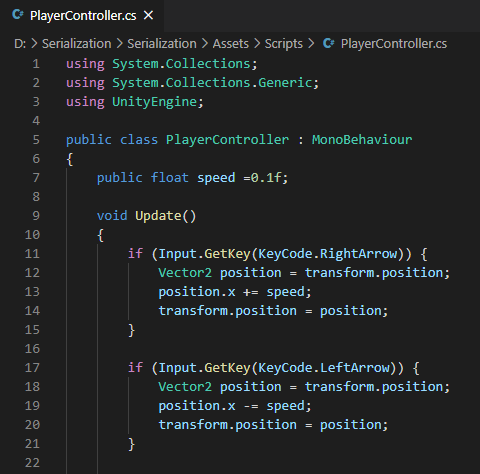 C# PlayerController.cs ×
D: > Serialization > Serialization > Assets > Scripts > C# PlayerController.cs
1 using System.Collections;
2 using System.Collections.Generic;
3 using UnityEngine;
4
5 public class PlayerController : MonoBehaviour
6 {
7     public float speed =0.1f;
8
9     void Update()
10     {
11         if (Input.GetKey(KeyCode.RightArrow)) {
12             Vector2 position = transform.position;
13             position.x += speed;
14             transform.position = position;
15         }
16
17         if (Input.GetKey(KeyCode.LeftArrow)) {
18             Vector2 position = transform.position;
19             position.x -= speed;
20             transform.position = position;
21         }
22